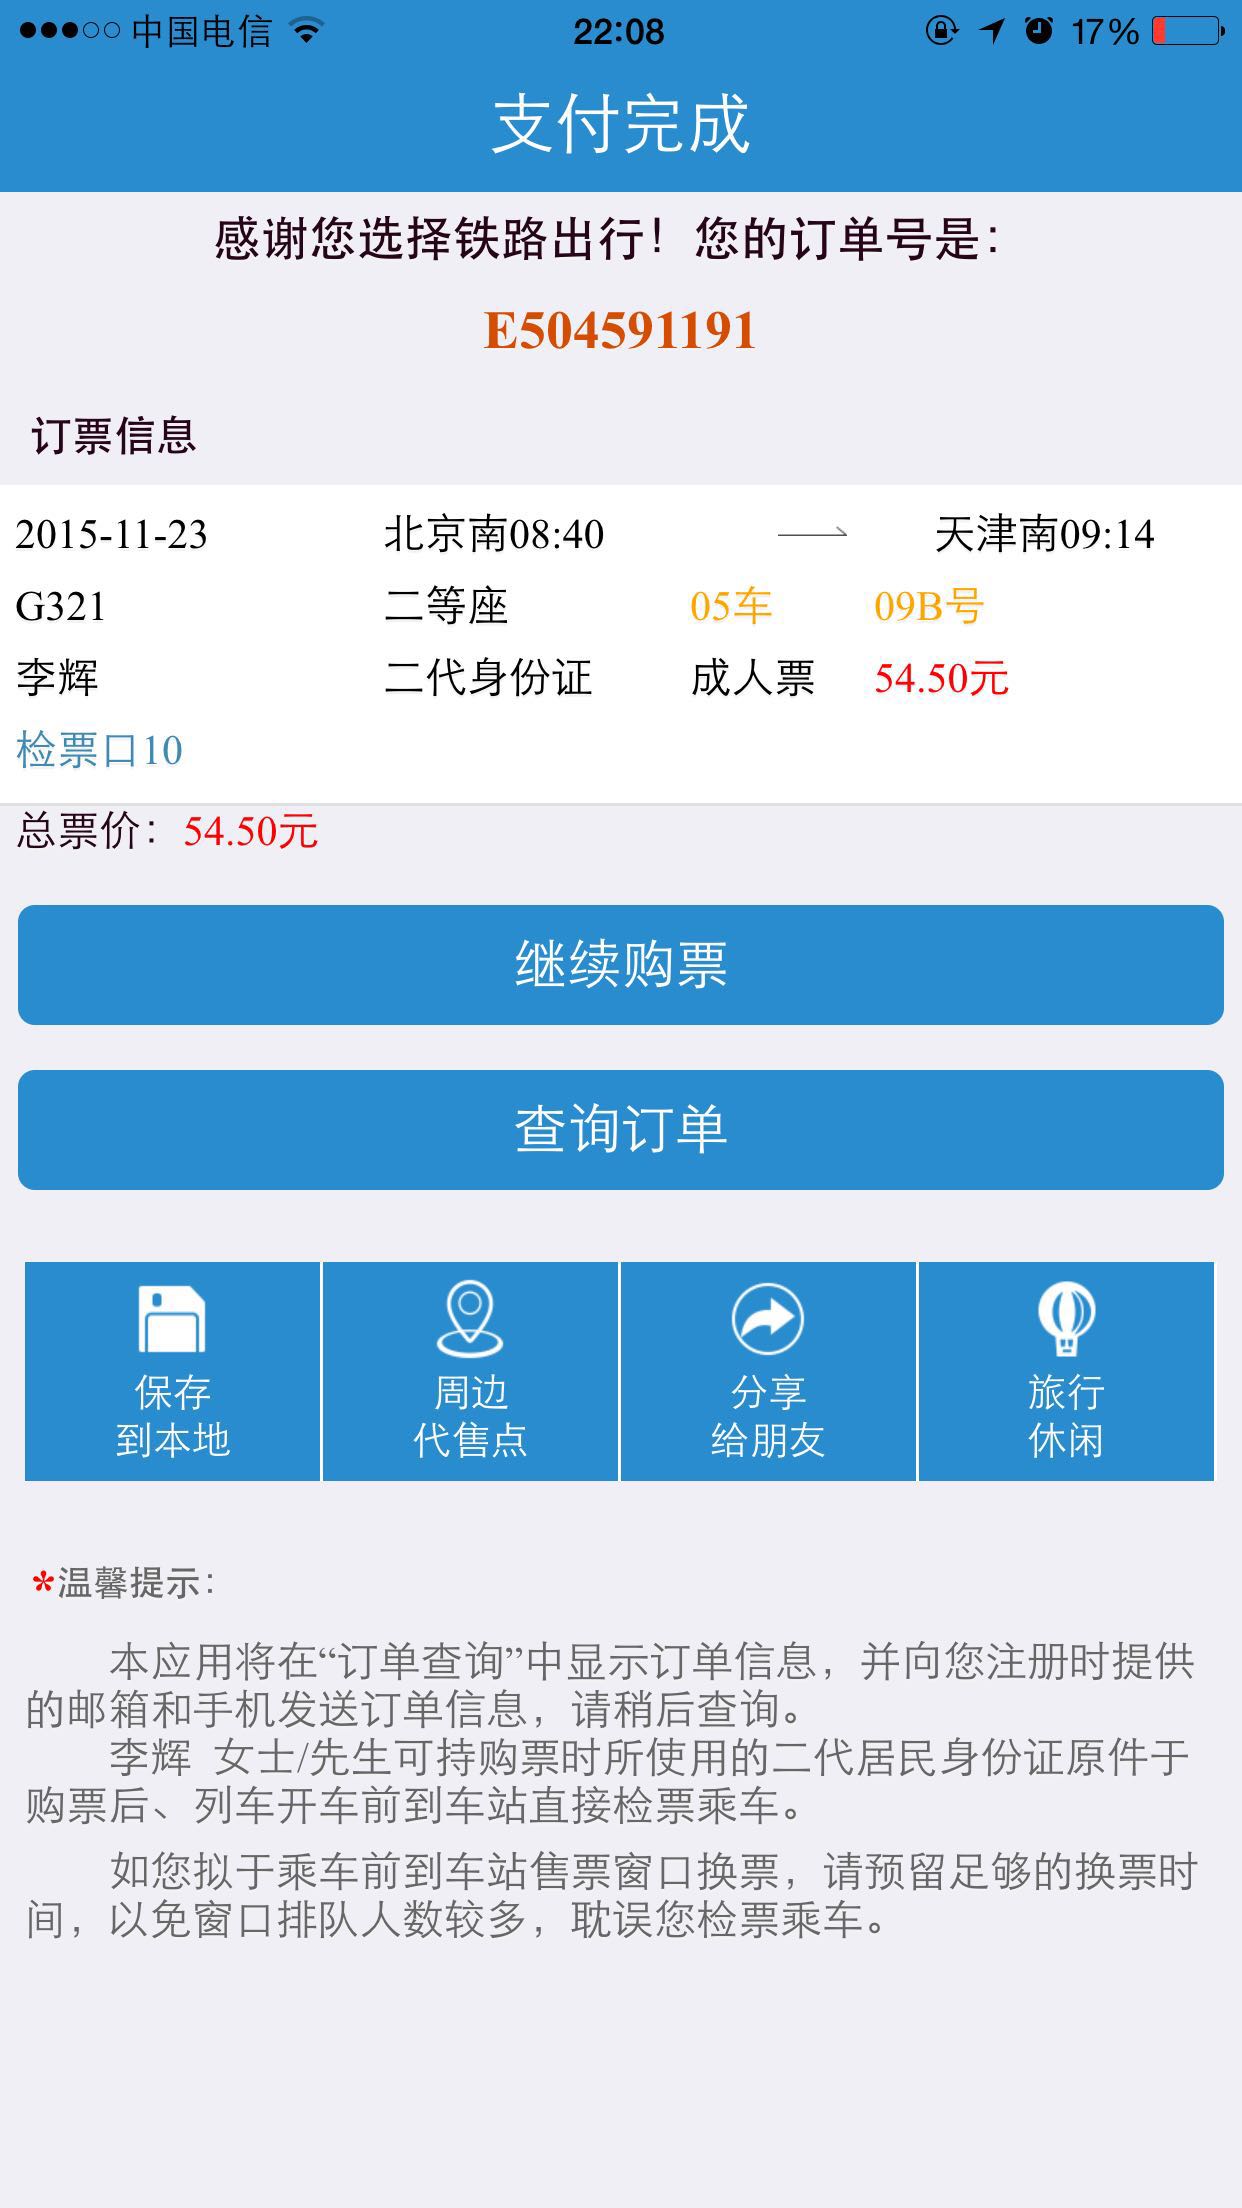 中国电信 22:08 17%
支付完成
感谢您选择铁路出行！您的订单号是：
E504591191
订票信息
2015-11-23 北京南08:40 天津南09:14
G321 二等座 05车 09B号
李辉 二代身份证 成人票 54.50元
检票口10
总票价：54.50元
继续购票
查询订单
保存
到本地
周边
代售点
分享
给朋友
旅行
休闲
*温馨提示：
本应用将在“订单查询”中显示订单信息，并向您注册时提供
的邮箱和手机发送订单信息，请稍后查询。
李辉 女士/先生可持购票时所使用的二代居民身份证原件于
购票后、列车开车前到车站直接检票乘车。
如您拟于乘车前到车站售票窗口换票，请预留足够的换票时
间，以免窗口排队人数较多，耽误您检票乘车。